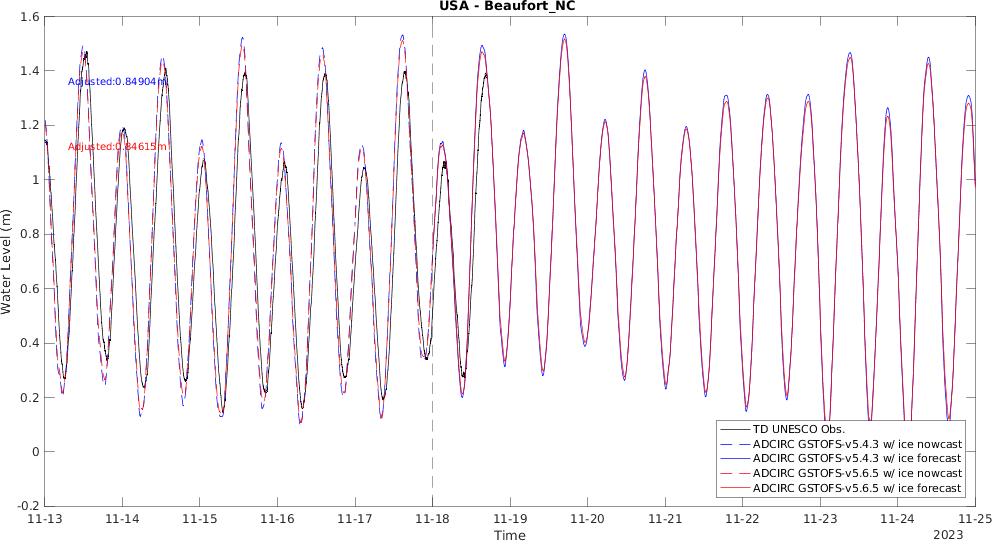 USA - Beaufort_NC
1.6
1.4
1.2
1
0.8
0.6
0.4
0.2
0
-0.2
Water Level (m)
Adjusted:0.84904m
Adjusted:0.84615m
TD UNESCO Obs.
ADCIRC GSTOFS-v5.4.3 w/ ice nowcast
ADCIRC GSTOFS-v5.4.3 w/ ice forecast
ADCIRC GSTOFS-v5.6.5 w/ ice nowcast
ADCIRC GSTOFS-v5.6.5 w/ ice forecast
11-13 11-14 11-15 11-16 11-17 11-18 11-19 11-20 11-21 11-22 11-23 11-24 11-25
Time
2023